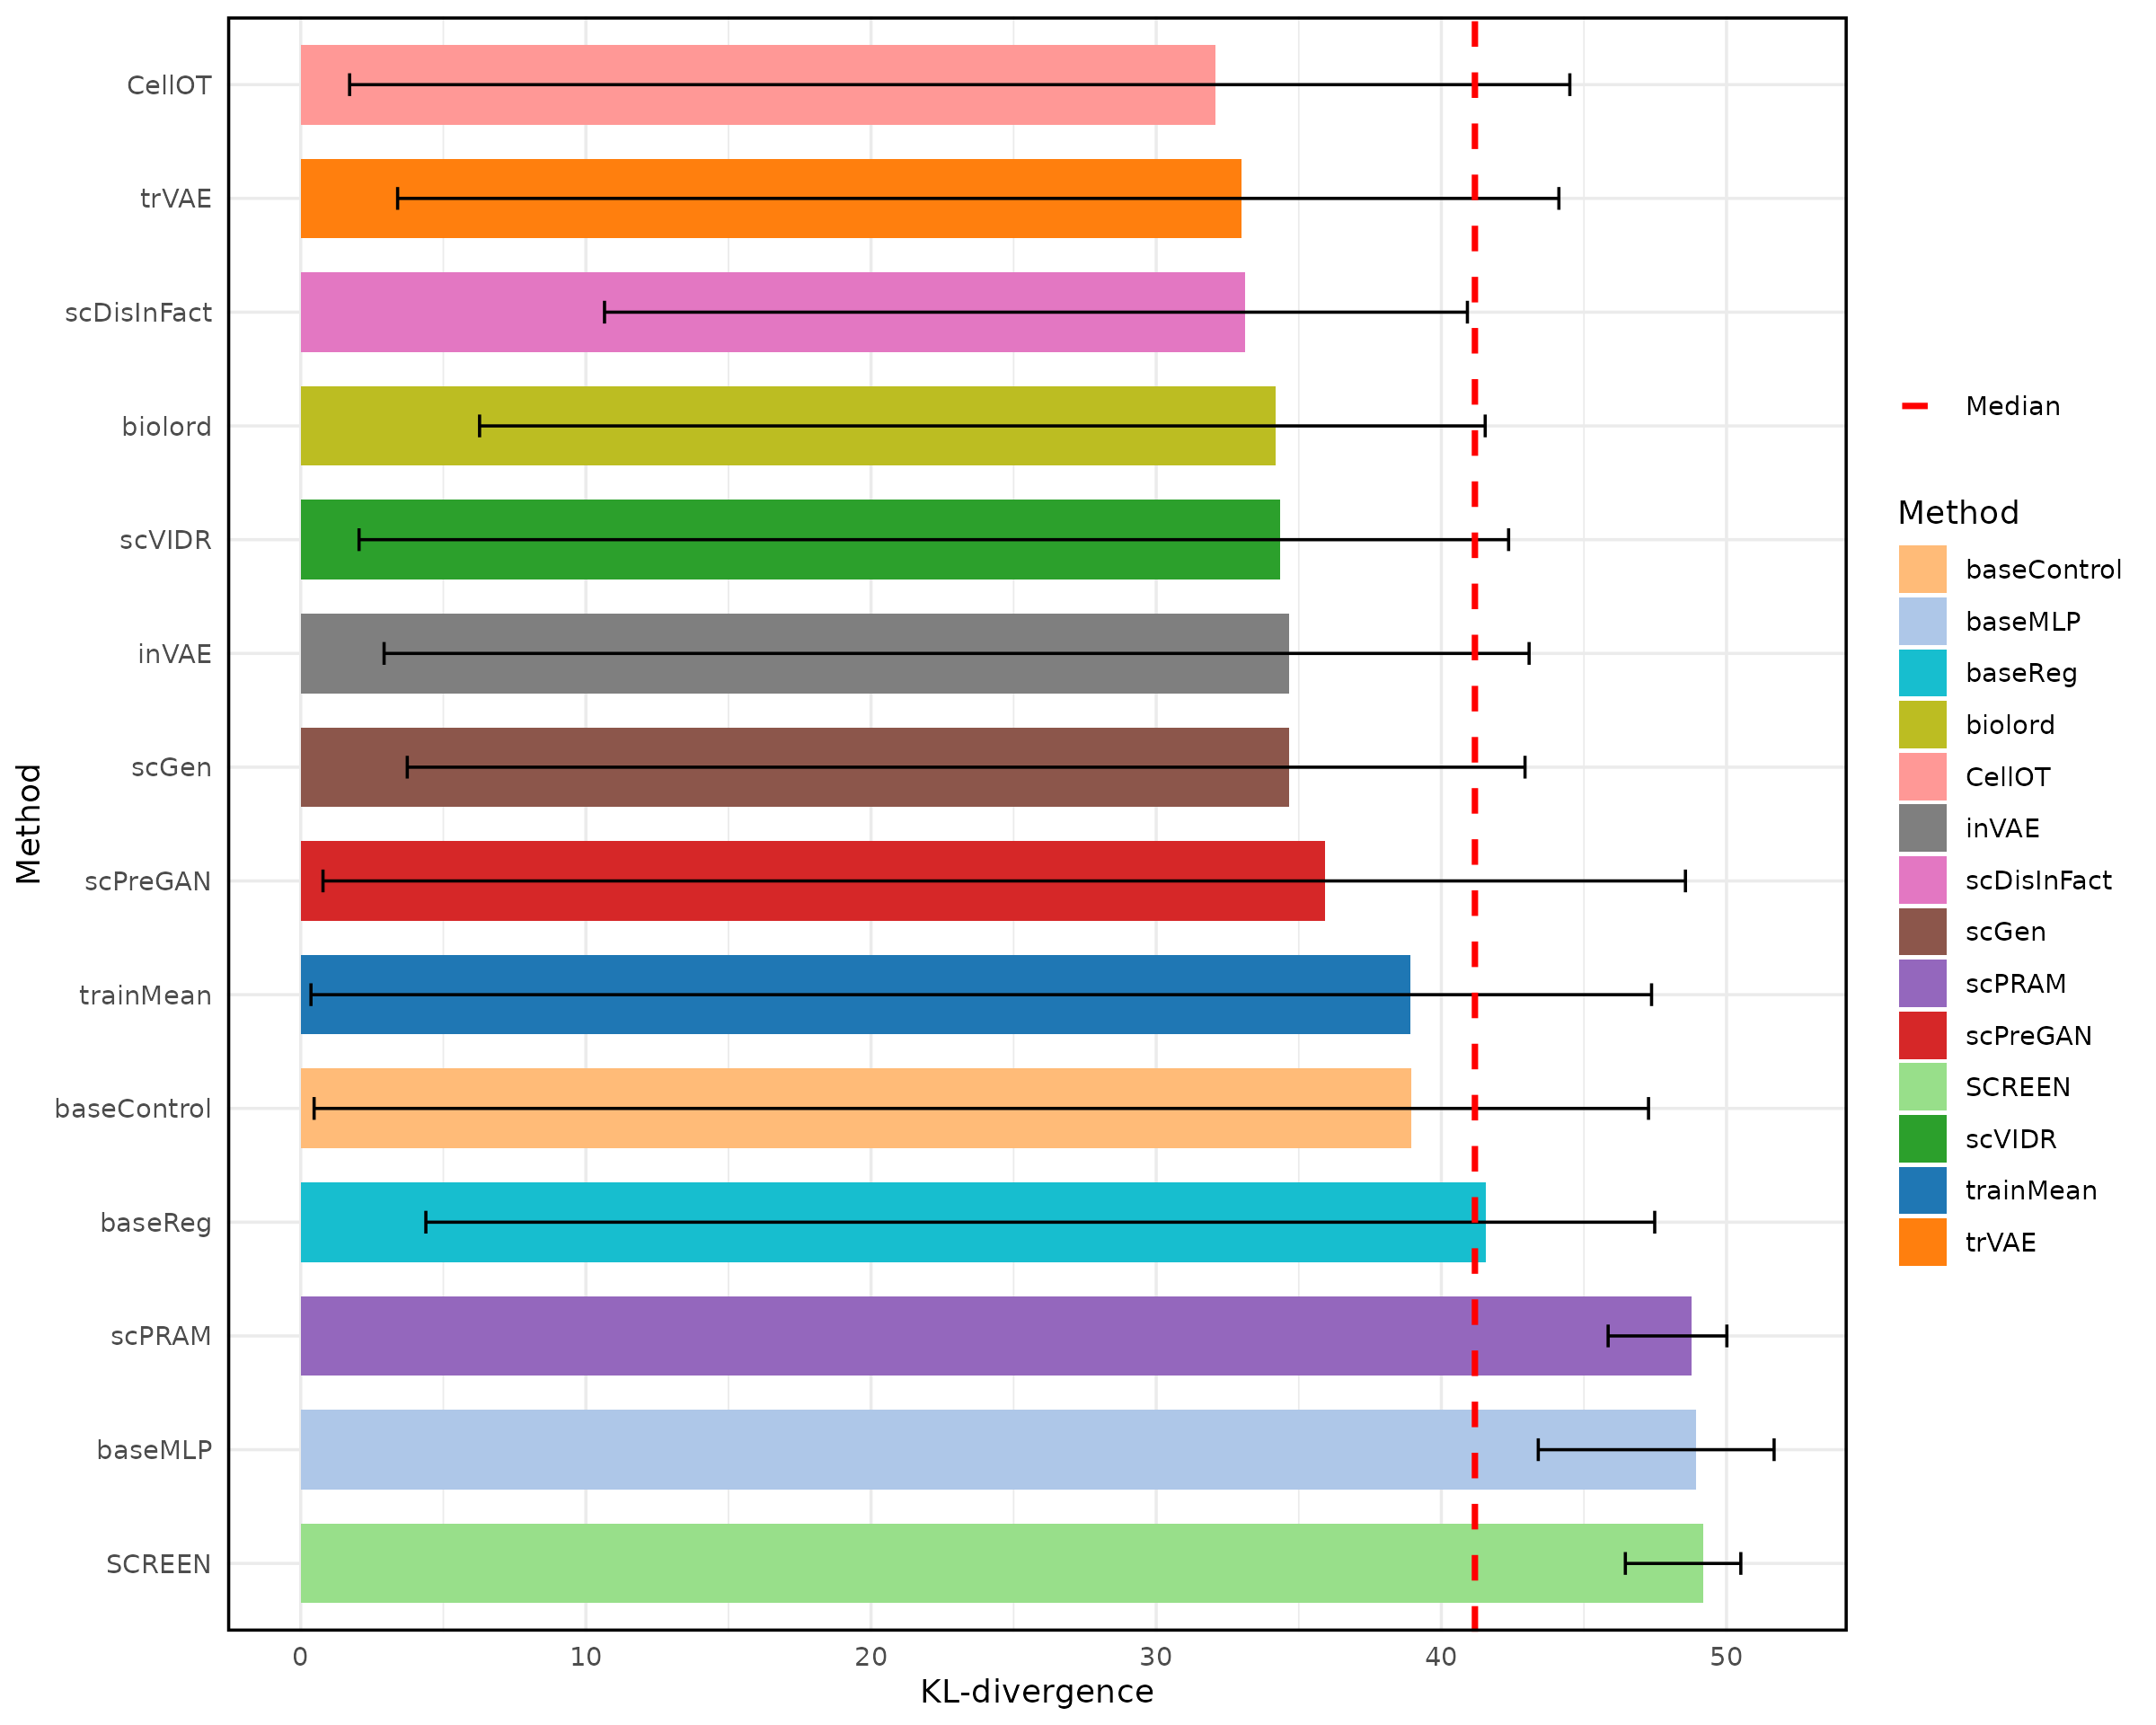 CellOT
trVAE
scDisInFact
biolord
scVIDR
inVAE
scGen
scPreGAN
trainMean
baseControl
baseReg
scPRAM
baseMLP
SCREEN
Method
0 10 20 30 40 50
KL-divergence
Median
Method
baseControl
baseMLP
baseReg
biolord
CellOT
inVAE
scDisInFact
scGen
scPRAM
scPreGAN
SCREEN
scVIDR
trainMean
trVAE